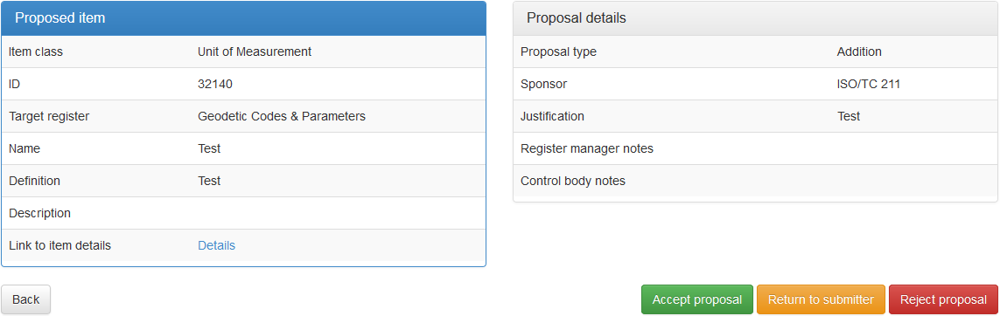 Proposed item
Item class Unit of Measurement
ID 32140
Target register Geodetic Codes & Parameters
Name Test
Definition Test
Description
Link to item details Details
Proposal details
Proposal type Addition
Sponsor ISO/TC 211
Justification Test
Register manager notes
Control body notes
Back Accept proposal Return to submitter Reject proposal